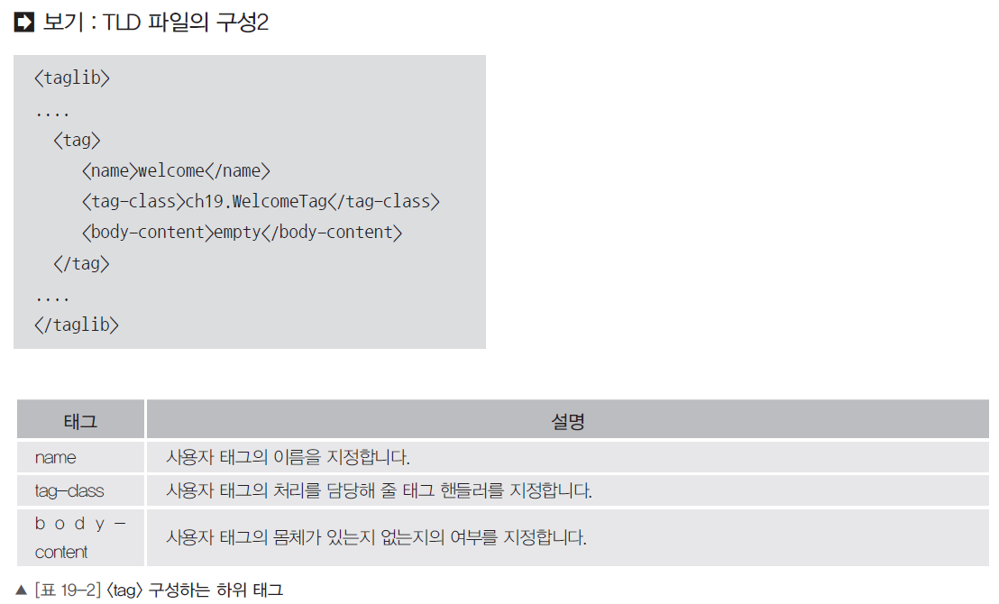 보기 : TLD 파일의 구성2
<taglib>
....
<tag>
<name>welcome</name>
<tag-class>ch19.WelcomeTag</tag-class>
<body-content>empty</body-content>
</tag>
....
</taglib>
태그 설명
name 사용자 태그의 이름을 지정합니다.
tag-class 사용자 태그의 처리를 담당해 줄 태그 핸들러를 지정합니다.
body-
content 사용자 태그의 몸체가 있는지 없는지의 여부를 지정합니다.
▲ [표 19-2] <tag> 구성하는 하위 태그